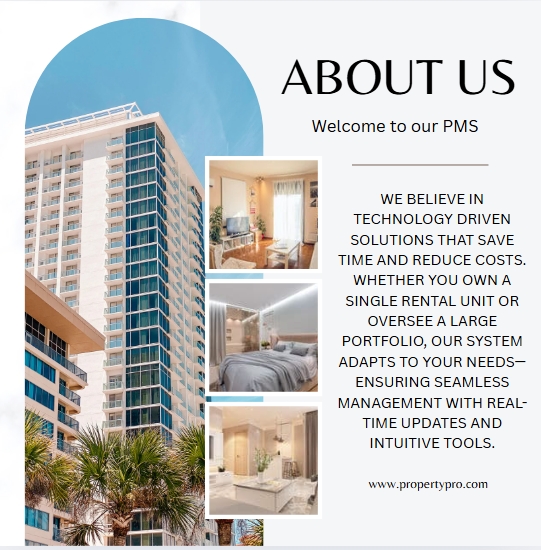 ABOUT US
Welcome to our PMS
WE BELIEVE IN
TECHNOLOGY DRIVEN
SOLUTIONS THAT SAVE
TIME AND REDUCE COSTS.
WHETHER YOU OWN A
SINGLE RENTAL UNIT OR
OVERSEE A LARGE
PORTFOLIO, OUR SYSTEM
ADAPTS TO YOUR NEEDS—
ENSURING SEAMLESS
MANAGEMENT WITH REAL-
TIME UPDATES AND
INTUITIVE TOOLS.
www.propertypro.com